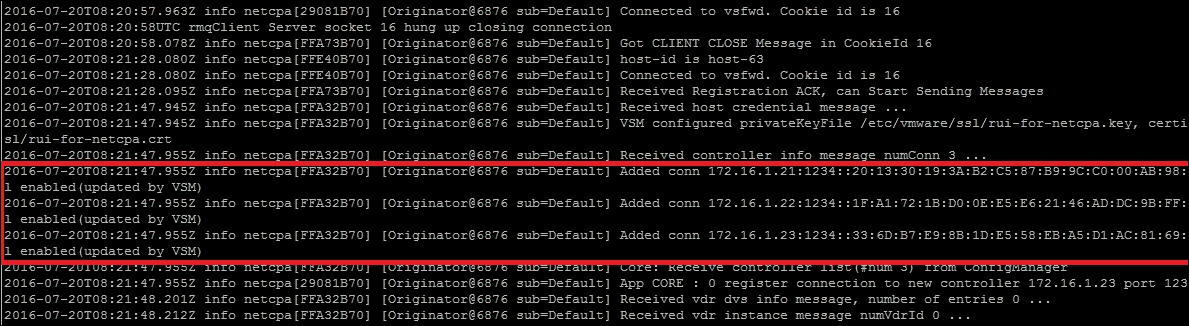 2016-07-20T08:20:57.963Z info netcpa[29081B70] [Originator@6876 sub=Default] Connected to vsfwd. Cookie id is 16
2016-07-20T08:20:58UTC rmqClient Server socket 16 hung up closing connection
2016-07-20T08:20:58.078Z info netcpa[FFA73B70] [Originator@6876 sub=Default] Got CLIENT CLOSE Message in CookieId 16
2016-07-20T08:21:28.080Z info netcpa[FFE40B70] [Originator@6876 sub=Default] host-id is host-63
2016-07-20T08:21:28.080Z info netcpa[FFE40B70] [Originator@6876 sub=Default] Connected to vsfwd. Cookie id is 16
2016-07-20T08:21:28.095Z info netcpa[FFA73B70] [Originator@6876 sub=Default] Received Registration ACK, can Start Sending Messages
2016-07-20T08:21:47.945Z info netcpa[FFA32B70] [Originator@6876 sub=Default] Received host credential message ...
2016-07-20T08:21:47.945Z info netcpa[FFA32B70] [Originator@6876 sub=Default] VSM configured privateKeyFile /etc/vmware/ssl/rui-for-netcpa.key, certi
sl/rui-for-netcpa.crt
2016-07-20T08:21:47.955Z info netcpa[FFA32B70] [Originator@6876 sub=Default] Received controller info message numConn 3 ...
2016-07-20T08:21:47.955Z info netcpa[FFA32B70] [Originator@6876 sub=Default] Added conn 172.16.1.21:1234::20:13:30:19:3A:B2:C5:87:B9:9C:C0:00:AB:98:
l enabled(updated by VSM)
2016-07-20T08:21:47.955Z info netcpa[FFA32B70] [Originator@6876 sub=Default] Added conn 172.16.1.22:1234::1F:A1:72:1B:D0:0E:E5:E6:21:46:AD:DC:9B:FF:
l enabled(updated by VSM)
2016-07-20T08:21:47.955Z info netcpa[FFA32B70] [Originator@6876 sub=Default] Added conn 172.16.1.23:1234::33:6D:B7:E9:8B:1D:E5:58:EB:A5:D1:AC:81:69:
l enabled(updated by VSM)
2016-07-20T08:21:47.955Z info netcpa[FFA32B70] [Originator@6876 sub=Default] Core: Receive controller list(#num 3) from ConfigManager
2016-07-20T08:21:47.955Z info netcpa[29081B70] [Originator@6876 sub=Default] App CORE : 0 register connection to new controller 172.16.1.23 port 123
2016-07-20T08:21:48.201Z info netcpa[FFA32B70] [Originator@6876 sub=Default] Received vdr dvs info message, number of entries 0 ...
2016-07-20T08:21:48.212Z info netcpa[FFA32B70] [Originator@6876 sub=Default] Received vdr instance message numVdrId 0 ...